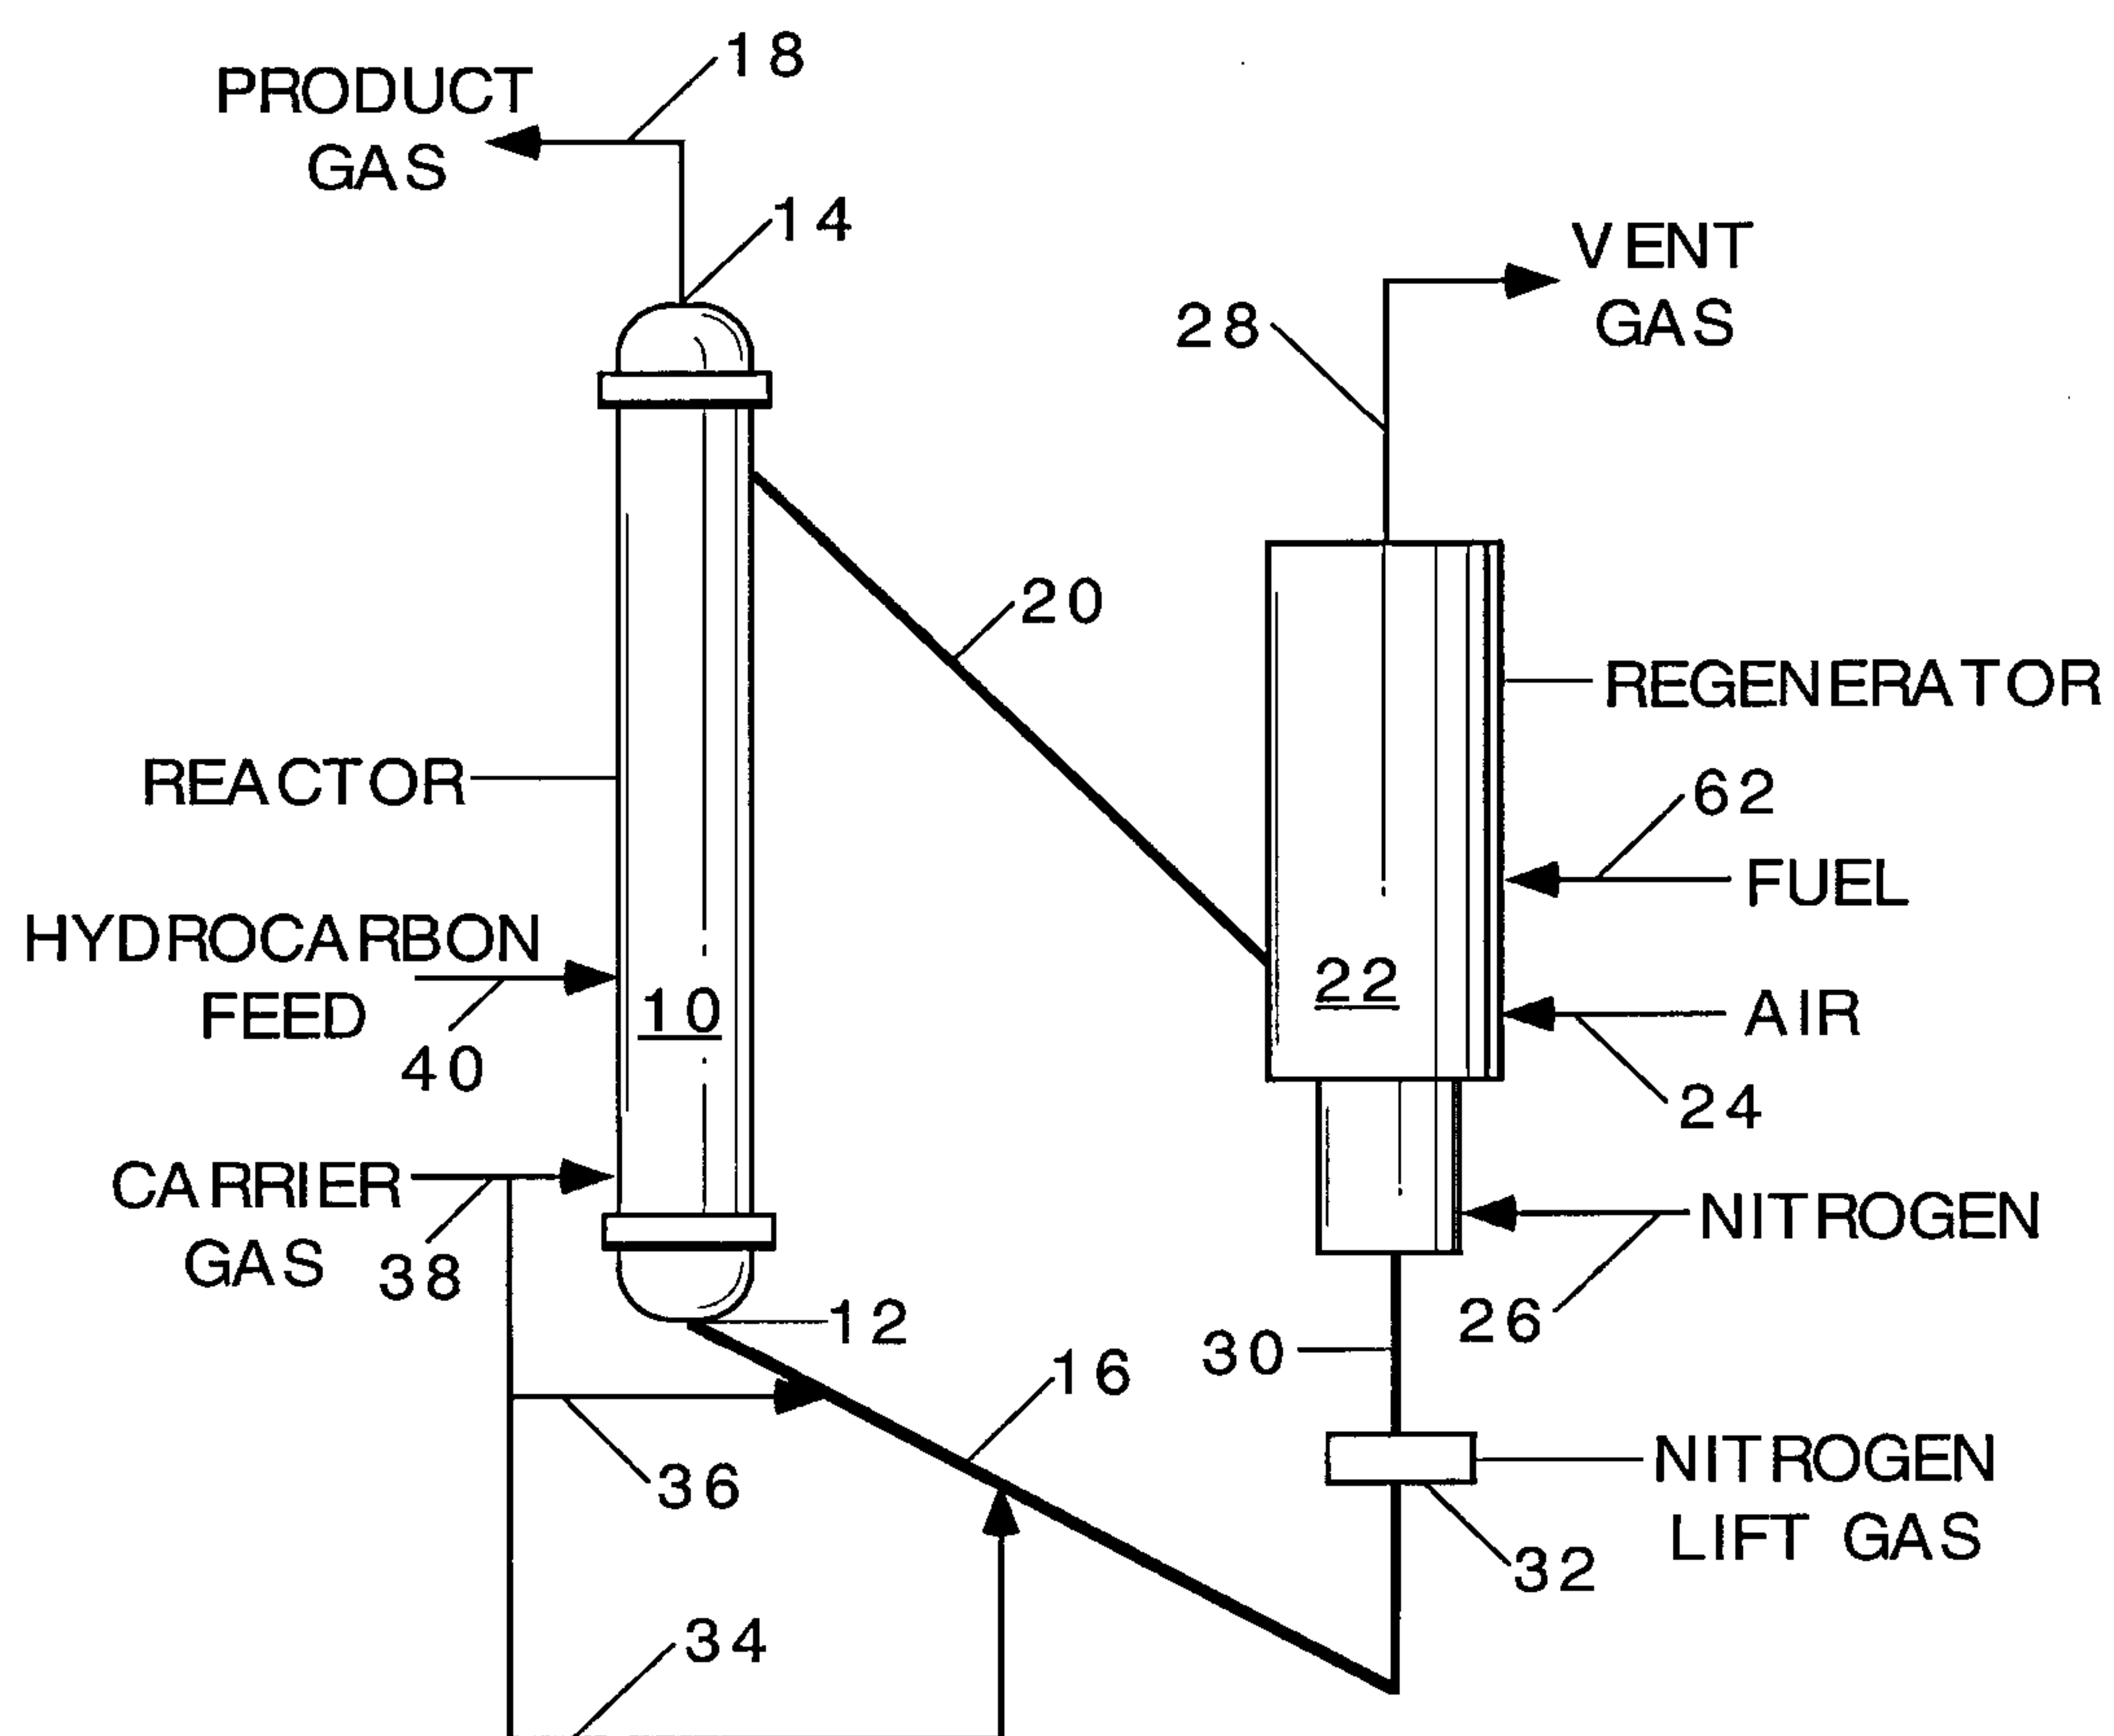 18
PRODUCT
GAS
14
VENT
GAS
28
20
REGENERATOR
REACTOR
62
FUEL
HYDROCARBON
FEED
40
10
22
AIR
24
CARRIER
GAS
38
NITROGEN
26
12
30
16
36
NITROGEN
LIFT GAS
32
34